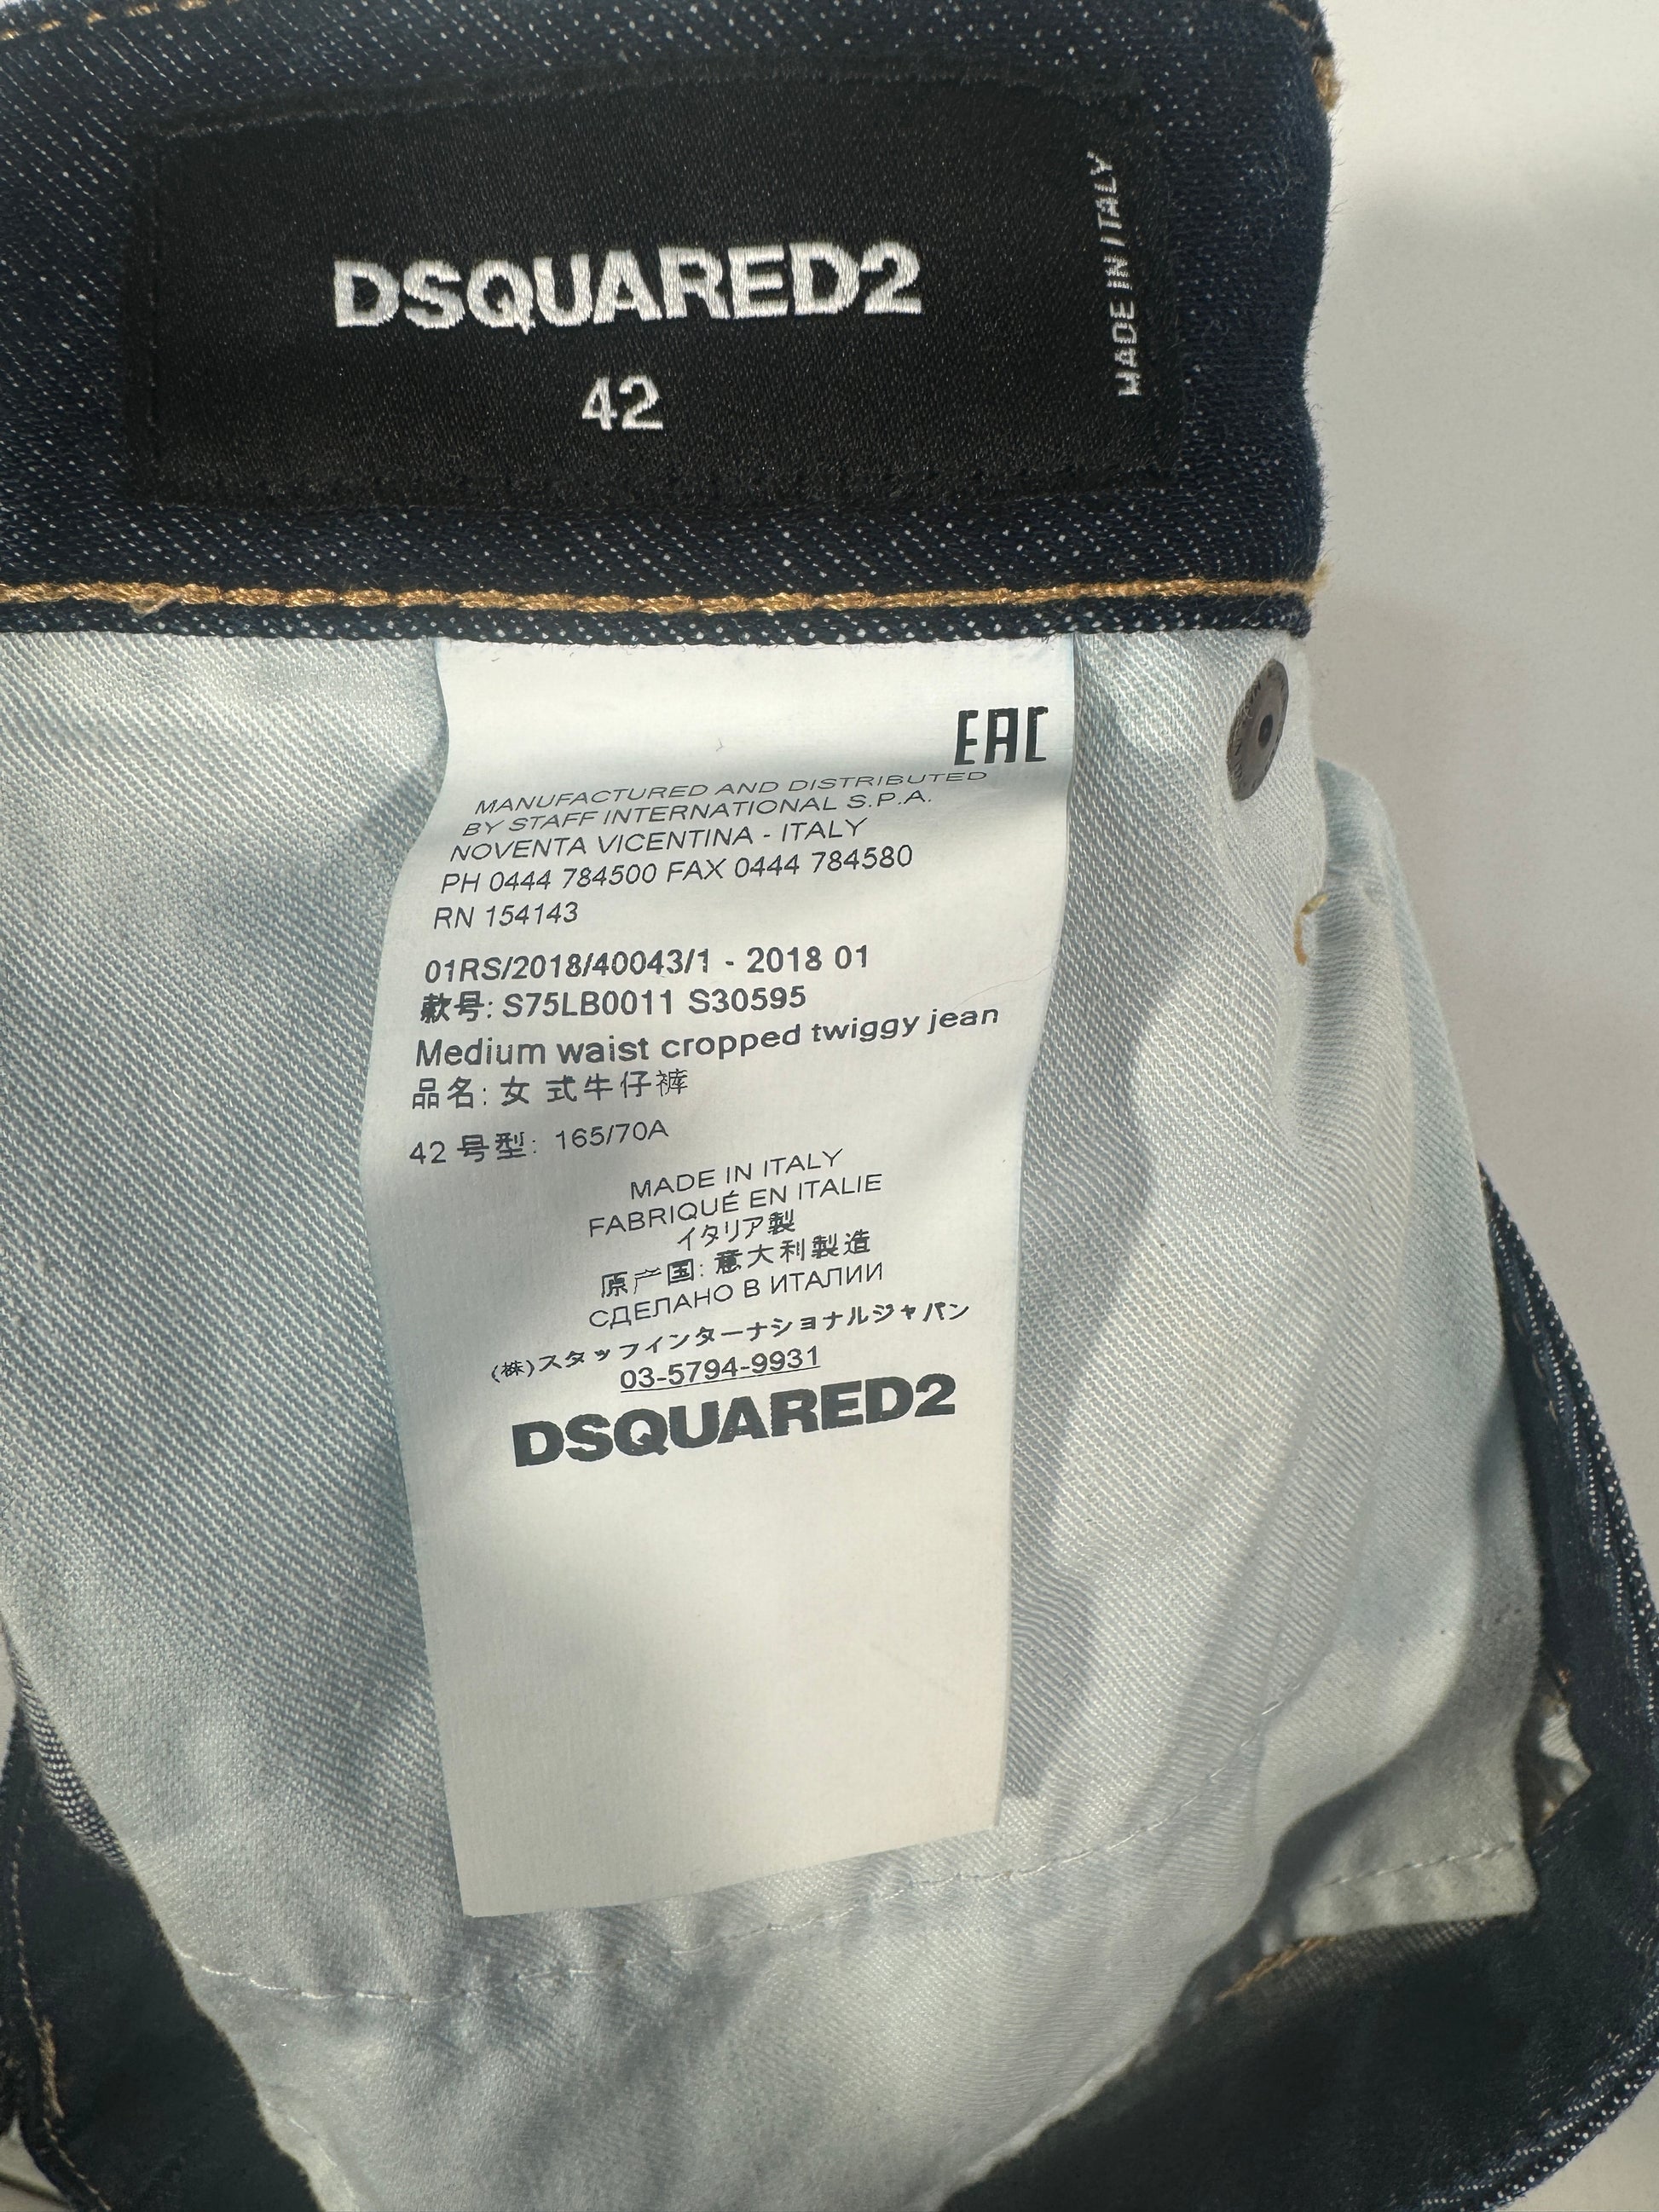 DSQUARED2
42
MADE IN ITALY
EAC
MANUFACTURED AND DISTRIBUTED
BY STAFF INTERNATIONAL S.P.A.
NOVENTA VICENTINA - ITALY
PH 0444 784500 FAX 0444 784580
RN 154143
01RS/2018/40043/1 - 2018 01
款号: S75LB0011 S30595
Medium waist cropped twiggy jean
品名: 女 式牛仔裤
42 号型: 165/70A
MADE IN ITALY
FABRIQUÉ EN ITALIE
イタリア製
原产国: 意大利製造
СДЕЛАНО В ИТАЛИИ
(株)スタッフインターナショナルジャパン
03-5794-9931
DSQUARED2